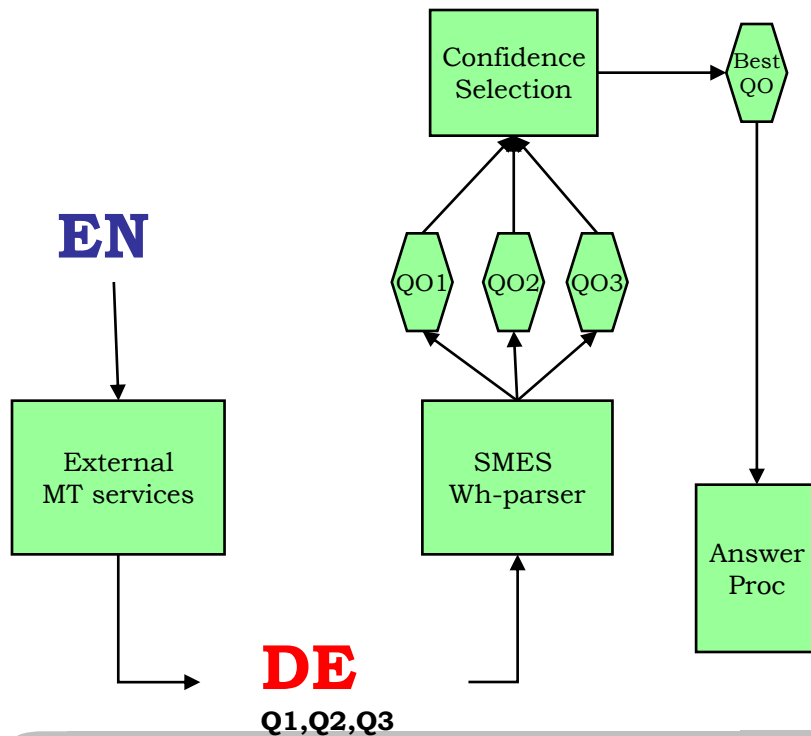 Confidence
Selection
Best
QO
EN
QO1
QO2
QO3
External
MT services
SMES
Wh-parser
Answer
Proc
DE
Q1,Q2,Q3